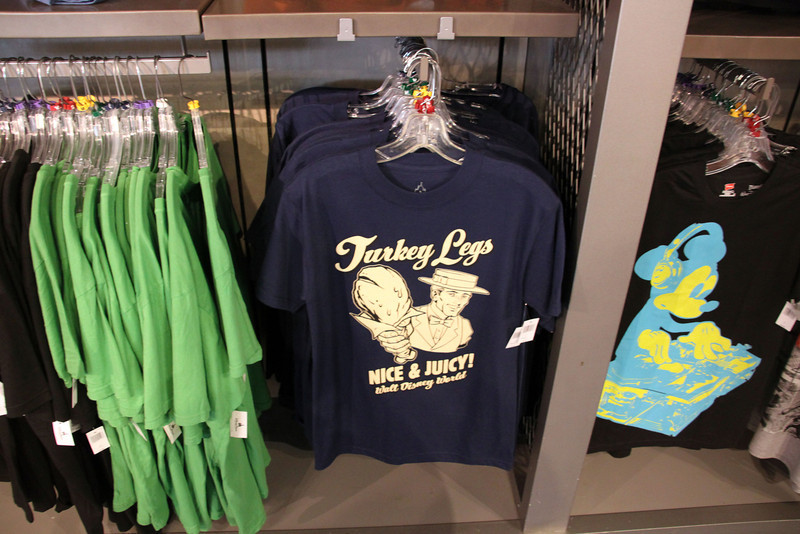 Turkey Legs
NICE & JUICY!
Walt Disney World